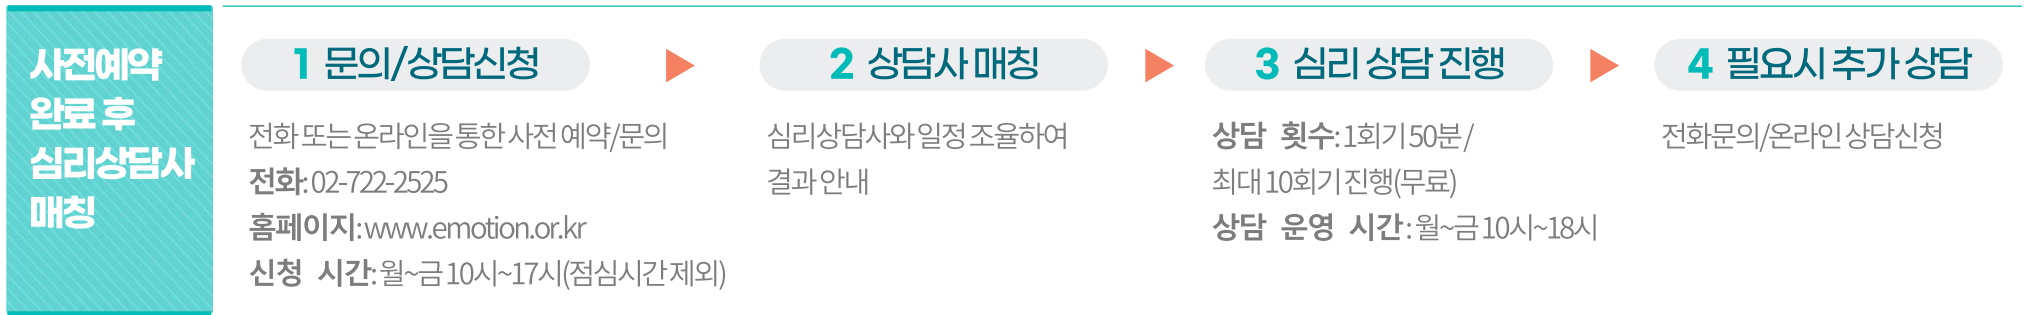 사전예약
완료 후
심리상담사
매칭
1 문의/상담신청
전화 또는 온라인을 통한 사전 예약/문의
전화: 02-722-2525
홈페이지: www.emotion.or.kr
신청 시간: 월~금 10시~17시(점심시간 제외)
2 상담사 매칭
심리상담사와 일정 조율하여
결과 안내
3 심리 상담 진행
상담 횟수: 1회기 50분 /
최대 10회기 진행(무료)
상담 운영 시간 : 월~금 10시~18시
4 필요시 추가 상담
전화문의/온라인 상담신청